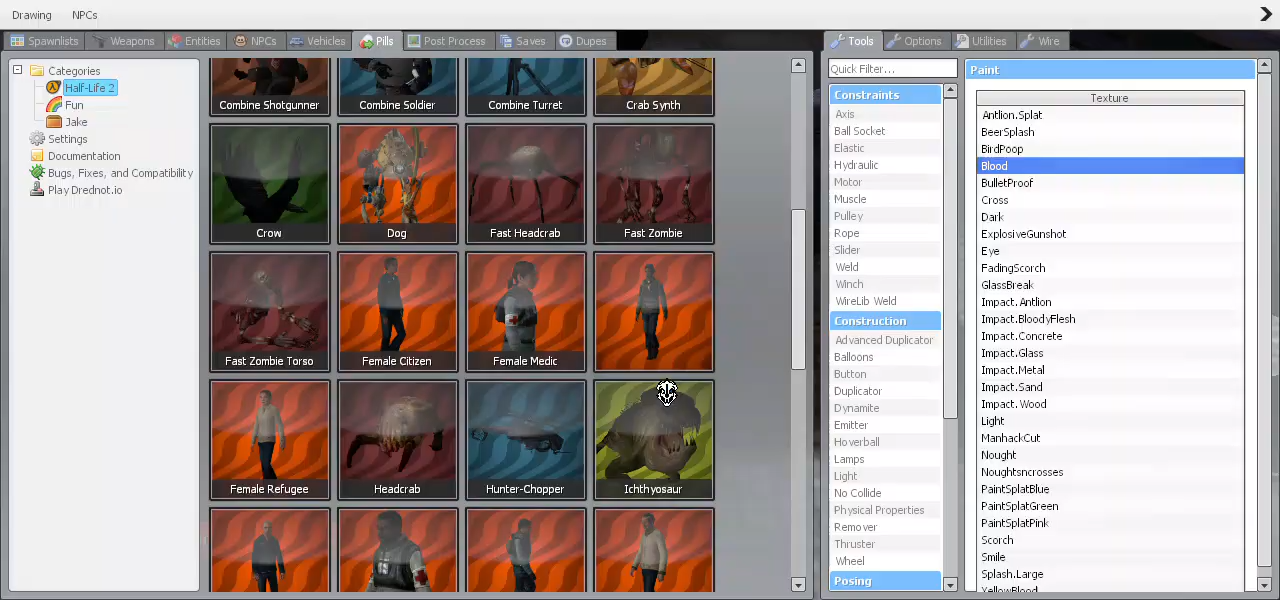 Drawing NPCs
Spawnlists Weapons Entities NPCs Vehicles Pills Post Process Saves Dupes
Categories
Half-Life 2
Fun
Jake
Settings
Documentation
Bugs, Fixes, and Compatibility
Play Drednot.io
Combine Shotgunner Combine Soldier Combine Turret Crab Synth
Crow Dog Fast Headcrab Fast Zombie
Fast Zombie Torso Female Citizen Female Medic
Female Refugee Headcrab Hunter-Chopper Ichthyosaur
Tools Options Utilities Wire
Quick Filter...
Constraints
Axis
Ball Socket
Elastic
Hydraulic
Motor
Muscle
Pulley
Rope
Slider
Weld
Winch
WireLib Weld
Construction
Advanced Duplicator
Balloons
Button
Duplicator
Dynamite
Emitter
Hoverball
Lamps
Light
No Collide
Physical Properties
Remover
Thruster
Wheel
Posing
Paint
Texture
Antlion.Splat
BeerSplash
BirdPoop
Blood
BulletProof
Cross
Dark
ExplosiveGunshot
Eye
FadingScorch
GlassBreak
Impact.Antlion
Impact.BloodyFlesh
Impact.Concrete
Impact.Glass
Impact.Metal
Impact.Sand
Impact.Wood
Light
ManhackCut
Nought
Noughtsncrosses
PaintSplatBlue
PaintSplatGreen
PaintSplatPink
Scorch
Smile
Splash.Large
YellowBlood